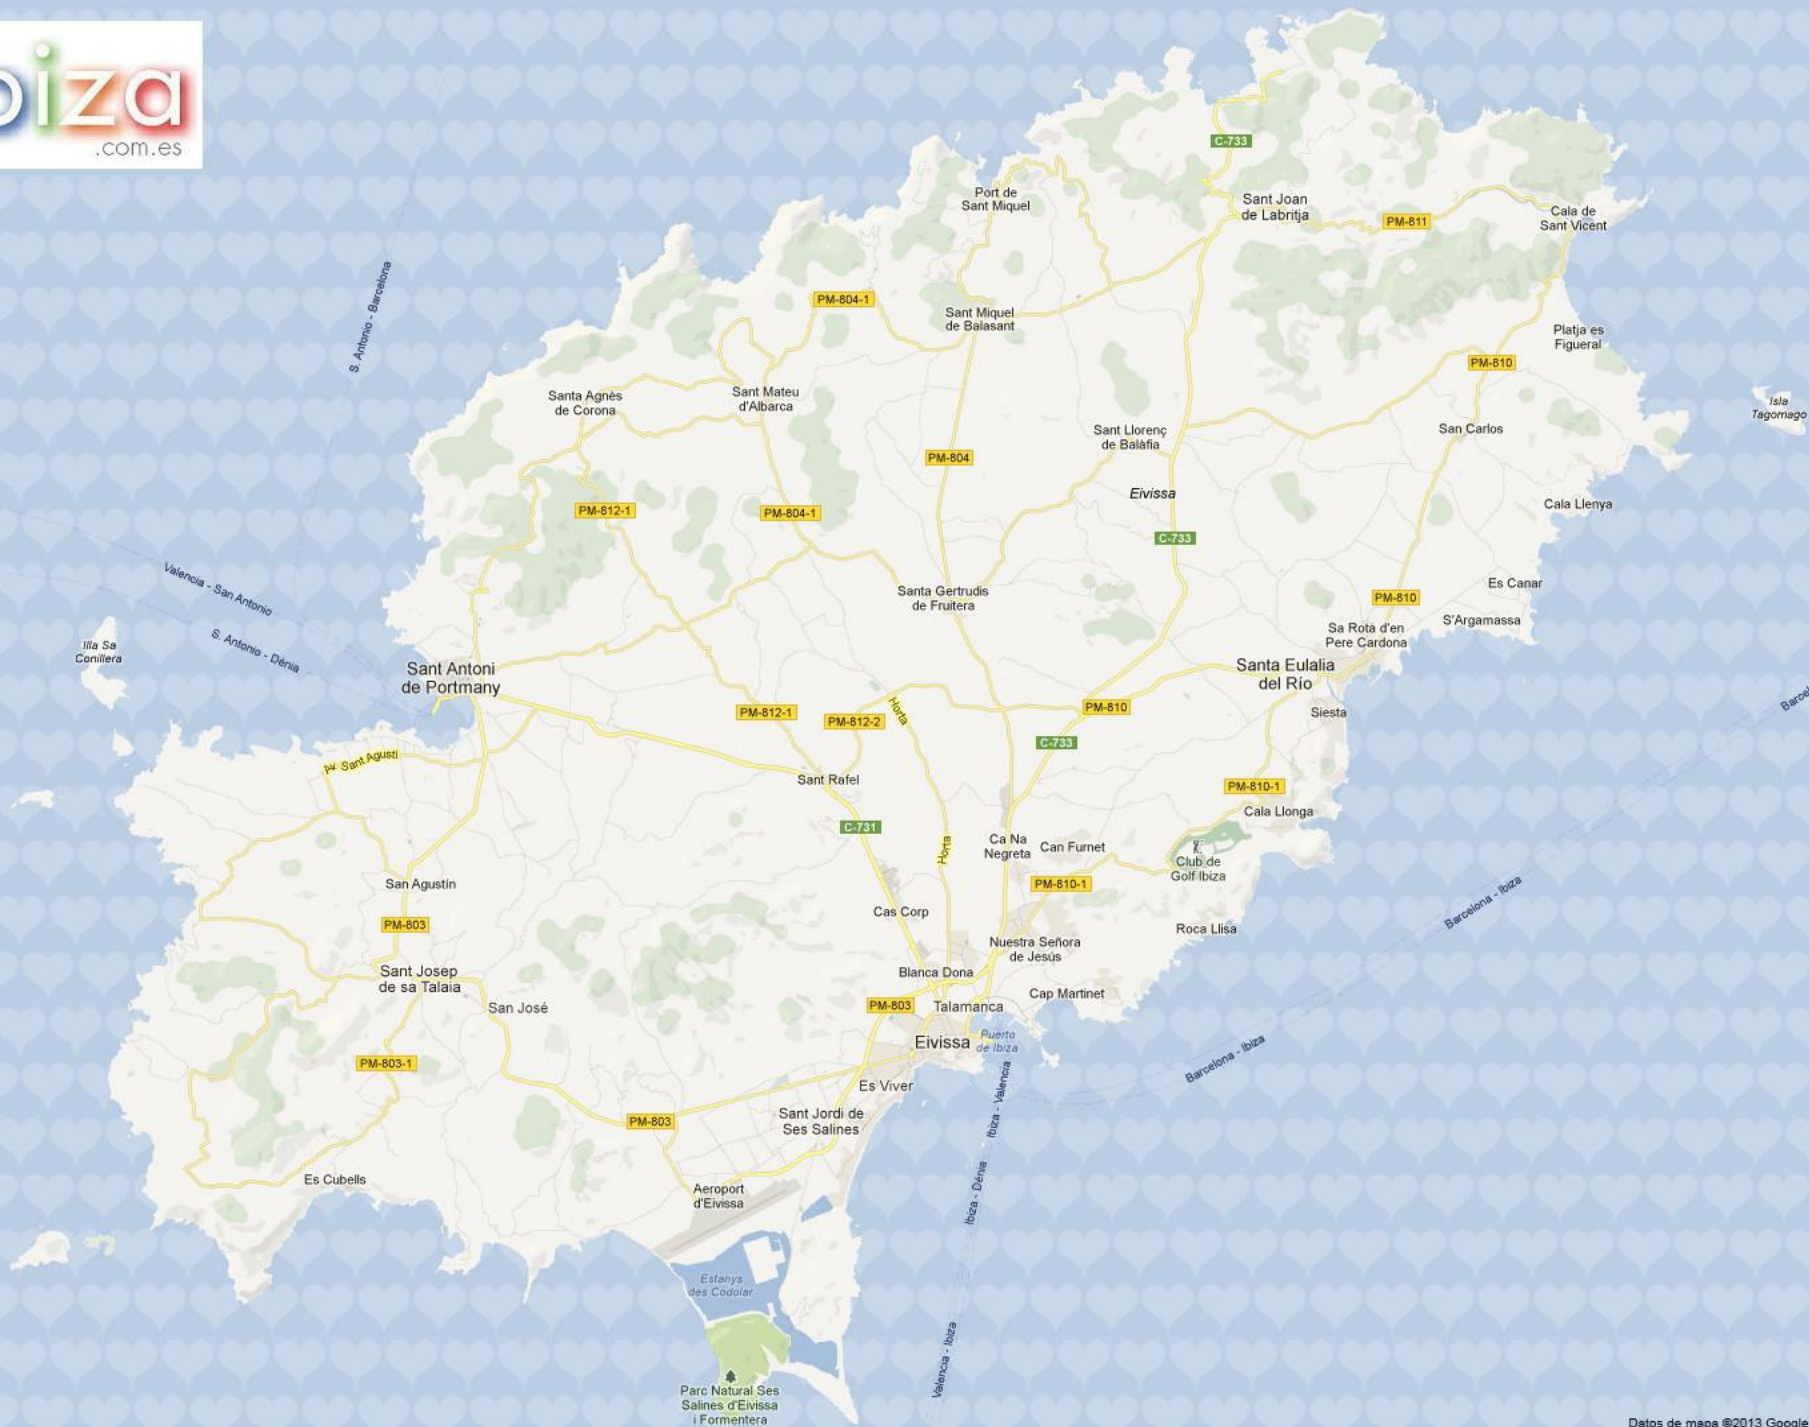 biza
.com.es
C-733
Port de
Sant Miquel
Sant Joan
de Labritja
PM-811
Cala de
Sant Vicent
S. Antonio - Barcelona
PM-804-1
Sant Miquel
de Balasant
Platja es
Figueral
PM-810
Santa Agnès
de Corona
Sant Mateu
d'Albarca
Isla
Tagomago
Sant Llorenç
de Balàfia
San Carlos
PM-804
Eivissa
PM-812-1
PM-804-1
Cala Llenya
C-733
Valencia - San Antonio
Santa Gertrudis
de Fruitera
Es Canar
PM-810
S'Argamassa
S. Antonio - Dénia
Illa Sa
Conillera
Sa Rota d'en
Pere Cardona
Sant Antoni
de Portmany
Santa Eulalia
del Río
PM-812-1
PM-812-2
Horta
PM-810
Siesta
Barcel
C-733
Av. Sant Agustí
Sant Rafel
PM-810-1
Cala Llonga
C-731
Horta
Ca Na
Negreta
Can Furnet
Club de
Golf Ibiza
San Agustín
PM-810-1
Barcelona - Ibiza
PM-803
Cas Corp
Roca Llisa
Nuestra Señora
de Jesús
Sant Josep
de sa Talaia
Blanca Dona
Cap Martinet
San José
PM-803
Talamanca
Puerto
de Ibiza
Eivissa
Barcelona - Ibiza
PM-803-1
Es Viver
Ibiza - Valencia
PM-803
Sant Jordi de
Ses Salines
Es Cubells
Aeroport
d'Eivissa
Ibiza - Dénia
Estanys
des Codolar
Valencia - Ibiza
Parc Natural Ses
Salines d'Eivissa
i Formentera
Datos de mapa ©2013 Google